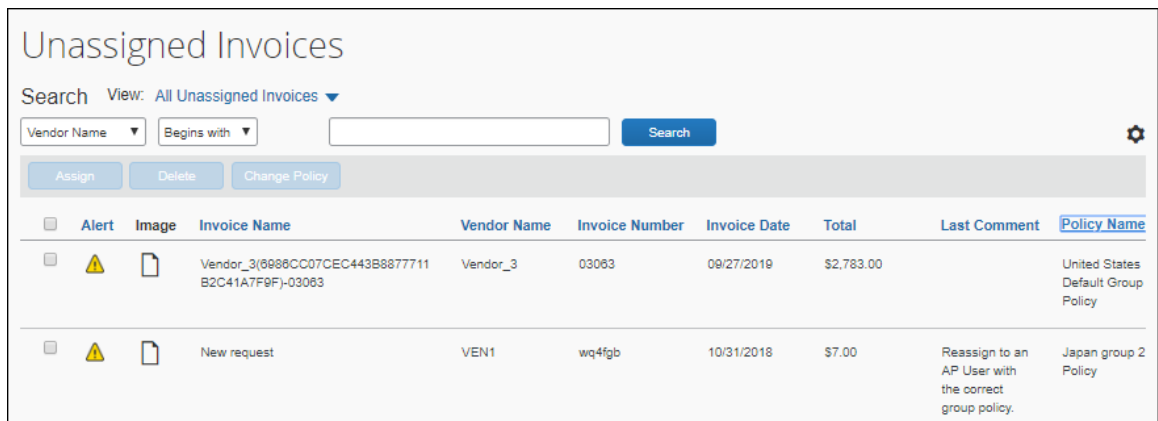 Unassigned Invoices
Search View: All Unassigned Invoices
Vendor Name Begins with Search
Assign Delete Change Policy
Alert Image Invoice Name Vendor Name Invoice Number Invoice Date Total Last Comment Policy Name
Vendor_3(6986CC07CEC443B8877711 Vendor_3 03063 09/27/2019 $2,783.00 United States
B2C41A7F9F)-03063 Default Group
Policy
New request VEN1 wq4fgb 10/31/2018 $7.00 Reassign to an Japan group 2
AP User with Policy
the correct
group policy.